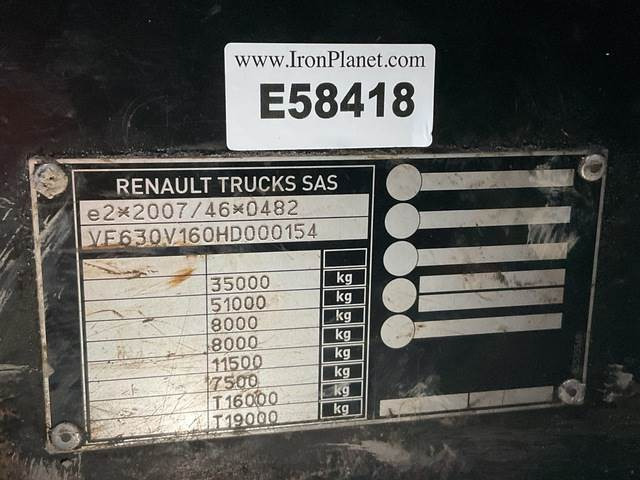 www.IronPlanet.com
E58418
RENAULT TRUCKS SAS
e2*2007/46*0482
VF630V160HD000154
35000 kg
51000 kg
8000 kg
8000 kg
11500 kg
7500 kg
T16000 kg
T19000 kg